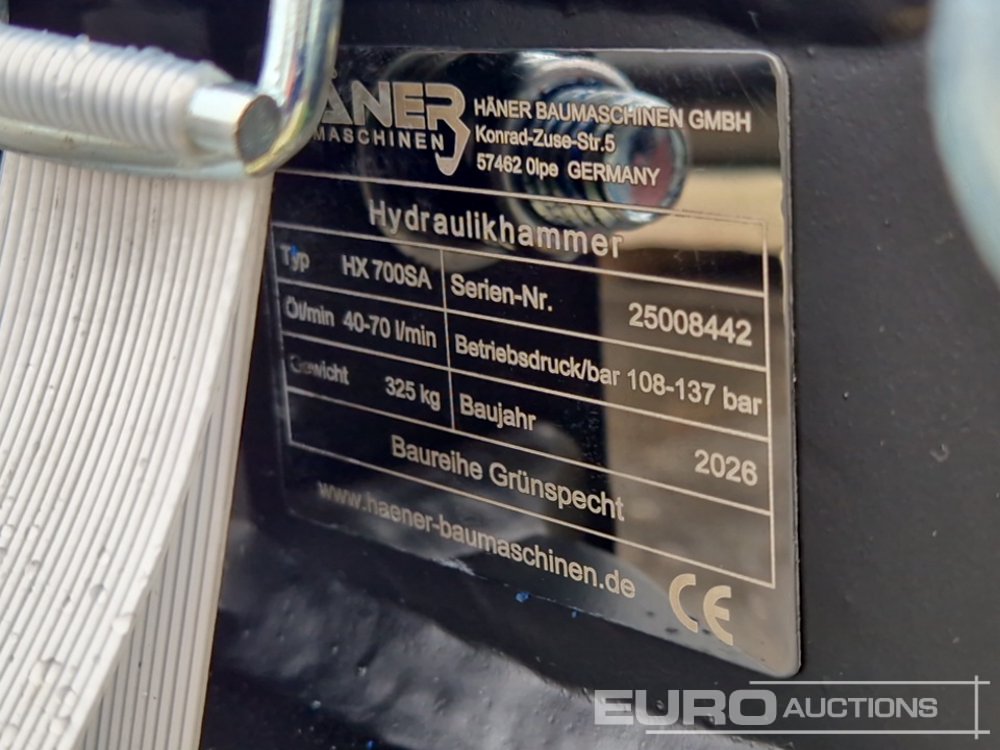 ÄNER
MASCHINEN
HÄNER BAUMASCHINEN GMBH
Konrad-Zuse-Str.5
57462 Olpe GERMANY
Hydraulikhammer
Typ HX 700SA Serien-Nr. 25008442
Öl/min 40-70 l/min Betriebsdruck/bar 108-137 bar
Gewicht 325 kg Baujahr 2026
Baureihe Grünspecht
www.haener-baumaschinen.de
CE
EURO AUCTIONS